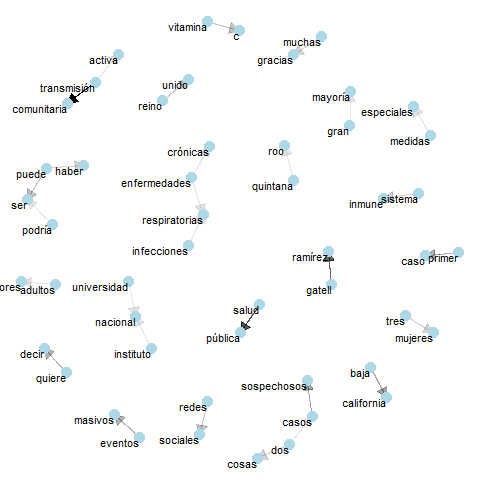 vitamina
c
muchas
gracias
activa
transmisión
comunitaria
unido
reino
mayoría
gran
especiales
medidas
crónicas
enfermedades
respiratorias
infecciones
roo
quintana
puede
haber
ser
podría
inmune
sistema
ramírez
gatell
caso
primer
ores
adultos
universidad
nacional
instituto
salud
pública
tres
mujeres
decir
quiere
baja
california
sospechosos
casos
dos
cosas
redes
sociales
masivos
eventos